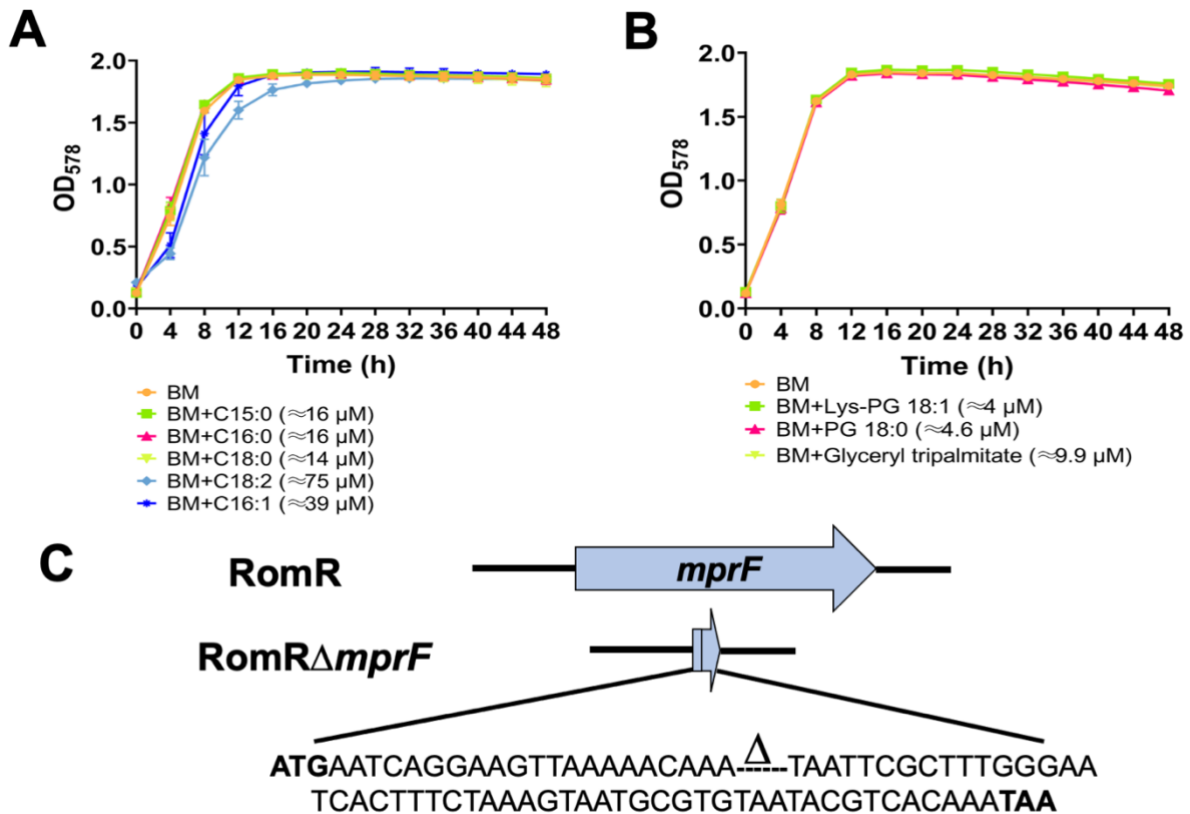 A
OD578
2.0
1.5
1.0
0.5
0.0
0 4 8 12 16 20 24 28 32 36 40 44 48
Time (h)
BM
BM+C15:0 (≈16 µM)
BM+C16:0 (≈16 µM)
BM+C18:0 (≈14 µM)
BM+C18:2 (≈75 µM)
BM+C16:1 (≈39 µM)
B
OD578
2.0
1.5
1.0
0.5
0.0
0 4 8 12 16 20 24 28 32 36 40 44 48
Time (h)
BM
BM+Lys-PG 18:1 (≈4 µM)
BM+PG 18:0 (≈4.6 µM)
BM+Glyceryl tripalmitate (≈9.9 µM)
C
RomR
mprF
RomRΔmprF
Δ
ATGAATCAGGAAGTTAAAAACAAA------TAATTCGCTTTGGGAA
TCACTTTCTAAAGTAATGCGTGTAATACGTCACAAATAA